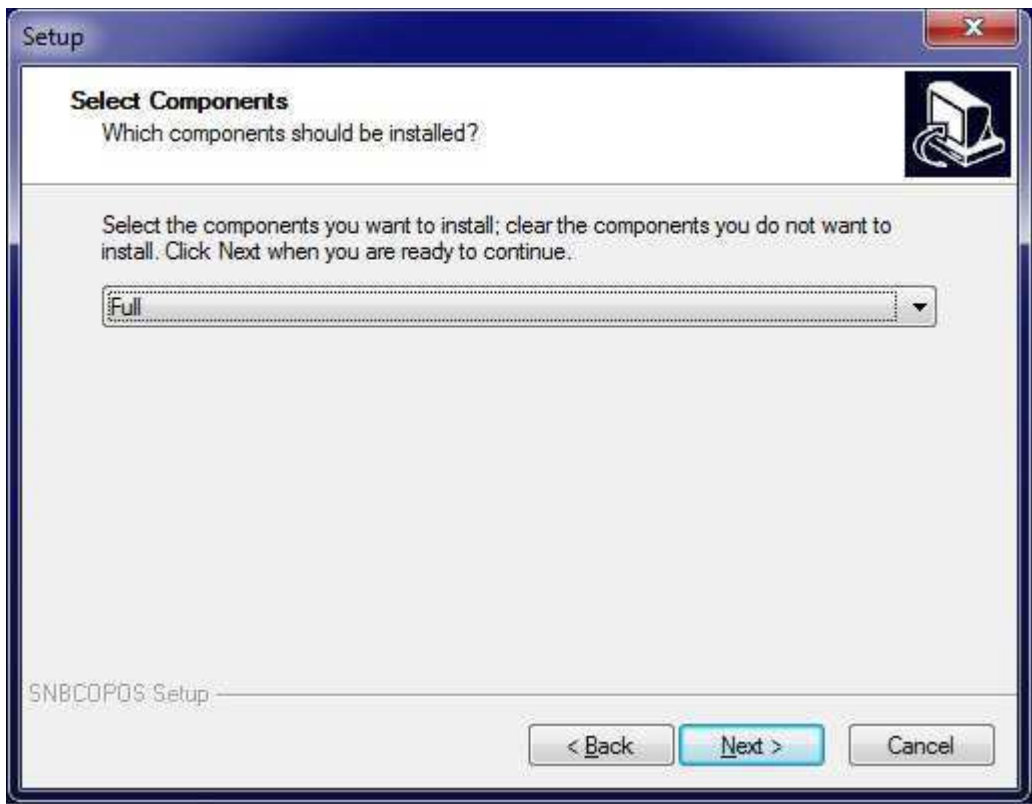 Setup
Select Components
Which components should be installed?
Select the components you want to install; clear the components you do not want to
install. Click Next when you are ready to continue.
Full
SNBCOPOS Setup
< Back
Next >
Cancel